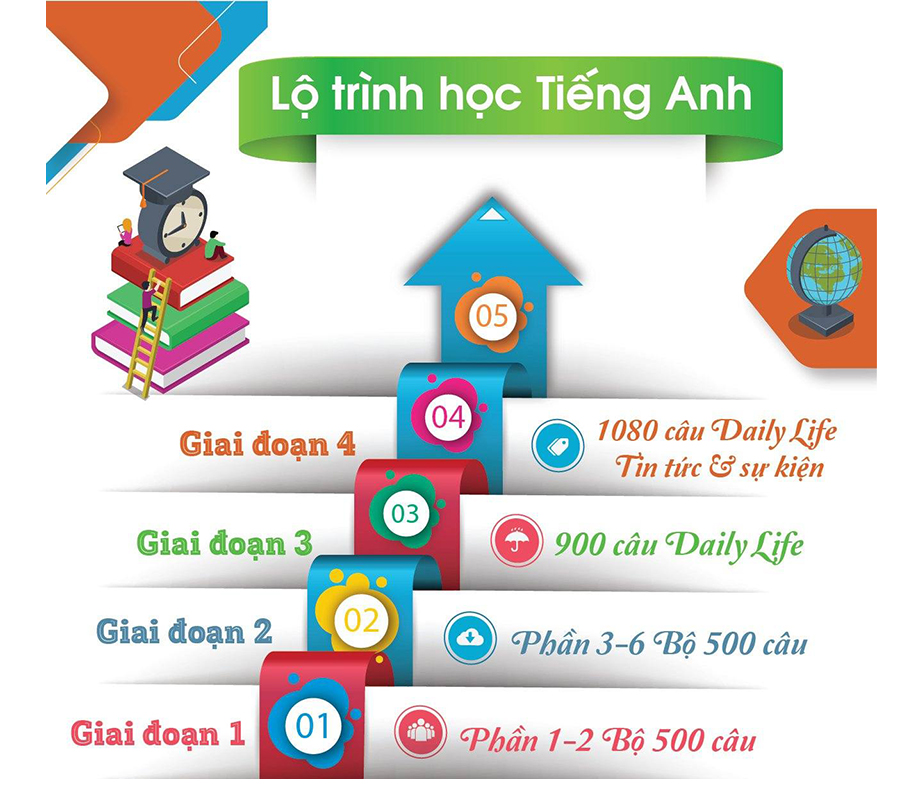 Lộ trình học Tiếng Anh
05
04
Giai đoạn 4
1080 câu Daily Life
Tin tức & sự kiện
03
Giai đoạn 3
900 câu Daily Life
02
Giai đoạn 2
Phần 3-6 Bộ 500 câu
01
Giai đoạn 1
Phần 1-2 Bộ 500 câu